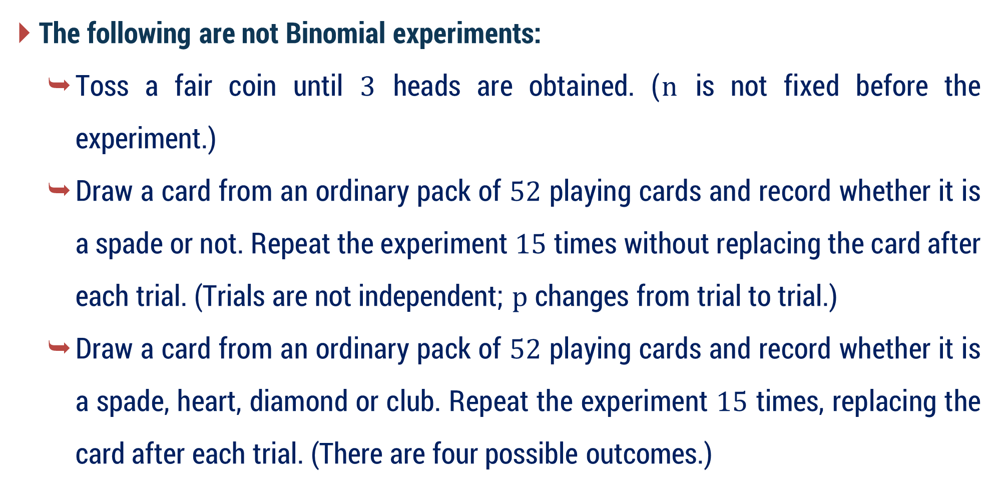 The following are not Binomial experiments:
Toss a fair coin until 3 heads are obtained. (n is not fixed before the
experiment.)
Draw a card from an ordinary pack of 52 playing cards and record whether it is
a spade or not. Repeat the experiment 15 times without replacing the card after
each trial. (Trials are not independent; p changes from trial to trial.)
Draw a card from an ordinary pack of 52 playing cards and record whether it is
a spade, heart, diamond or club. Repeat the experiment 15 times, replacing the
card after each trial. (There are four possible outcomes.)